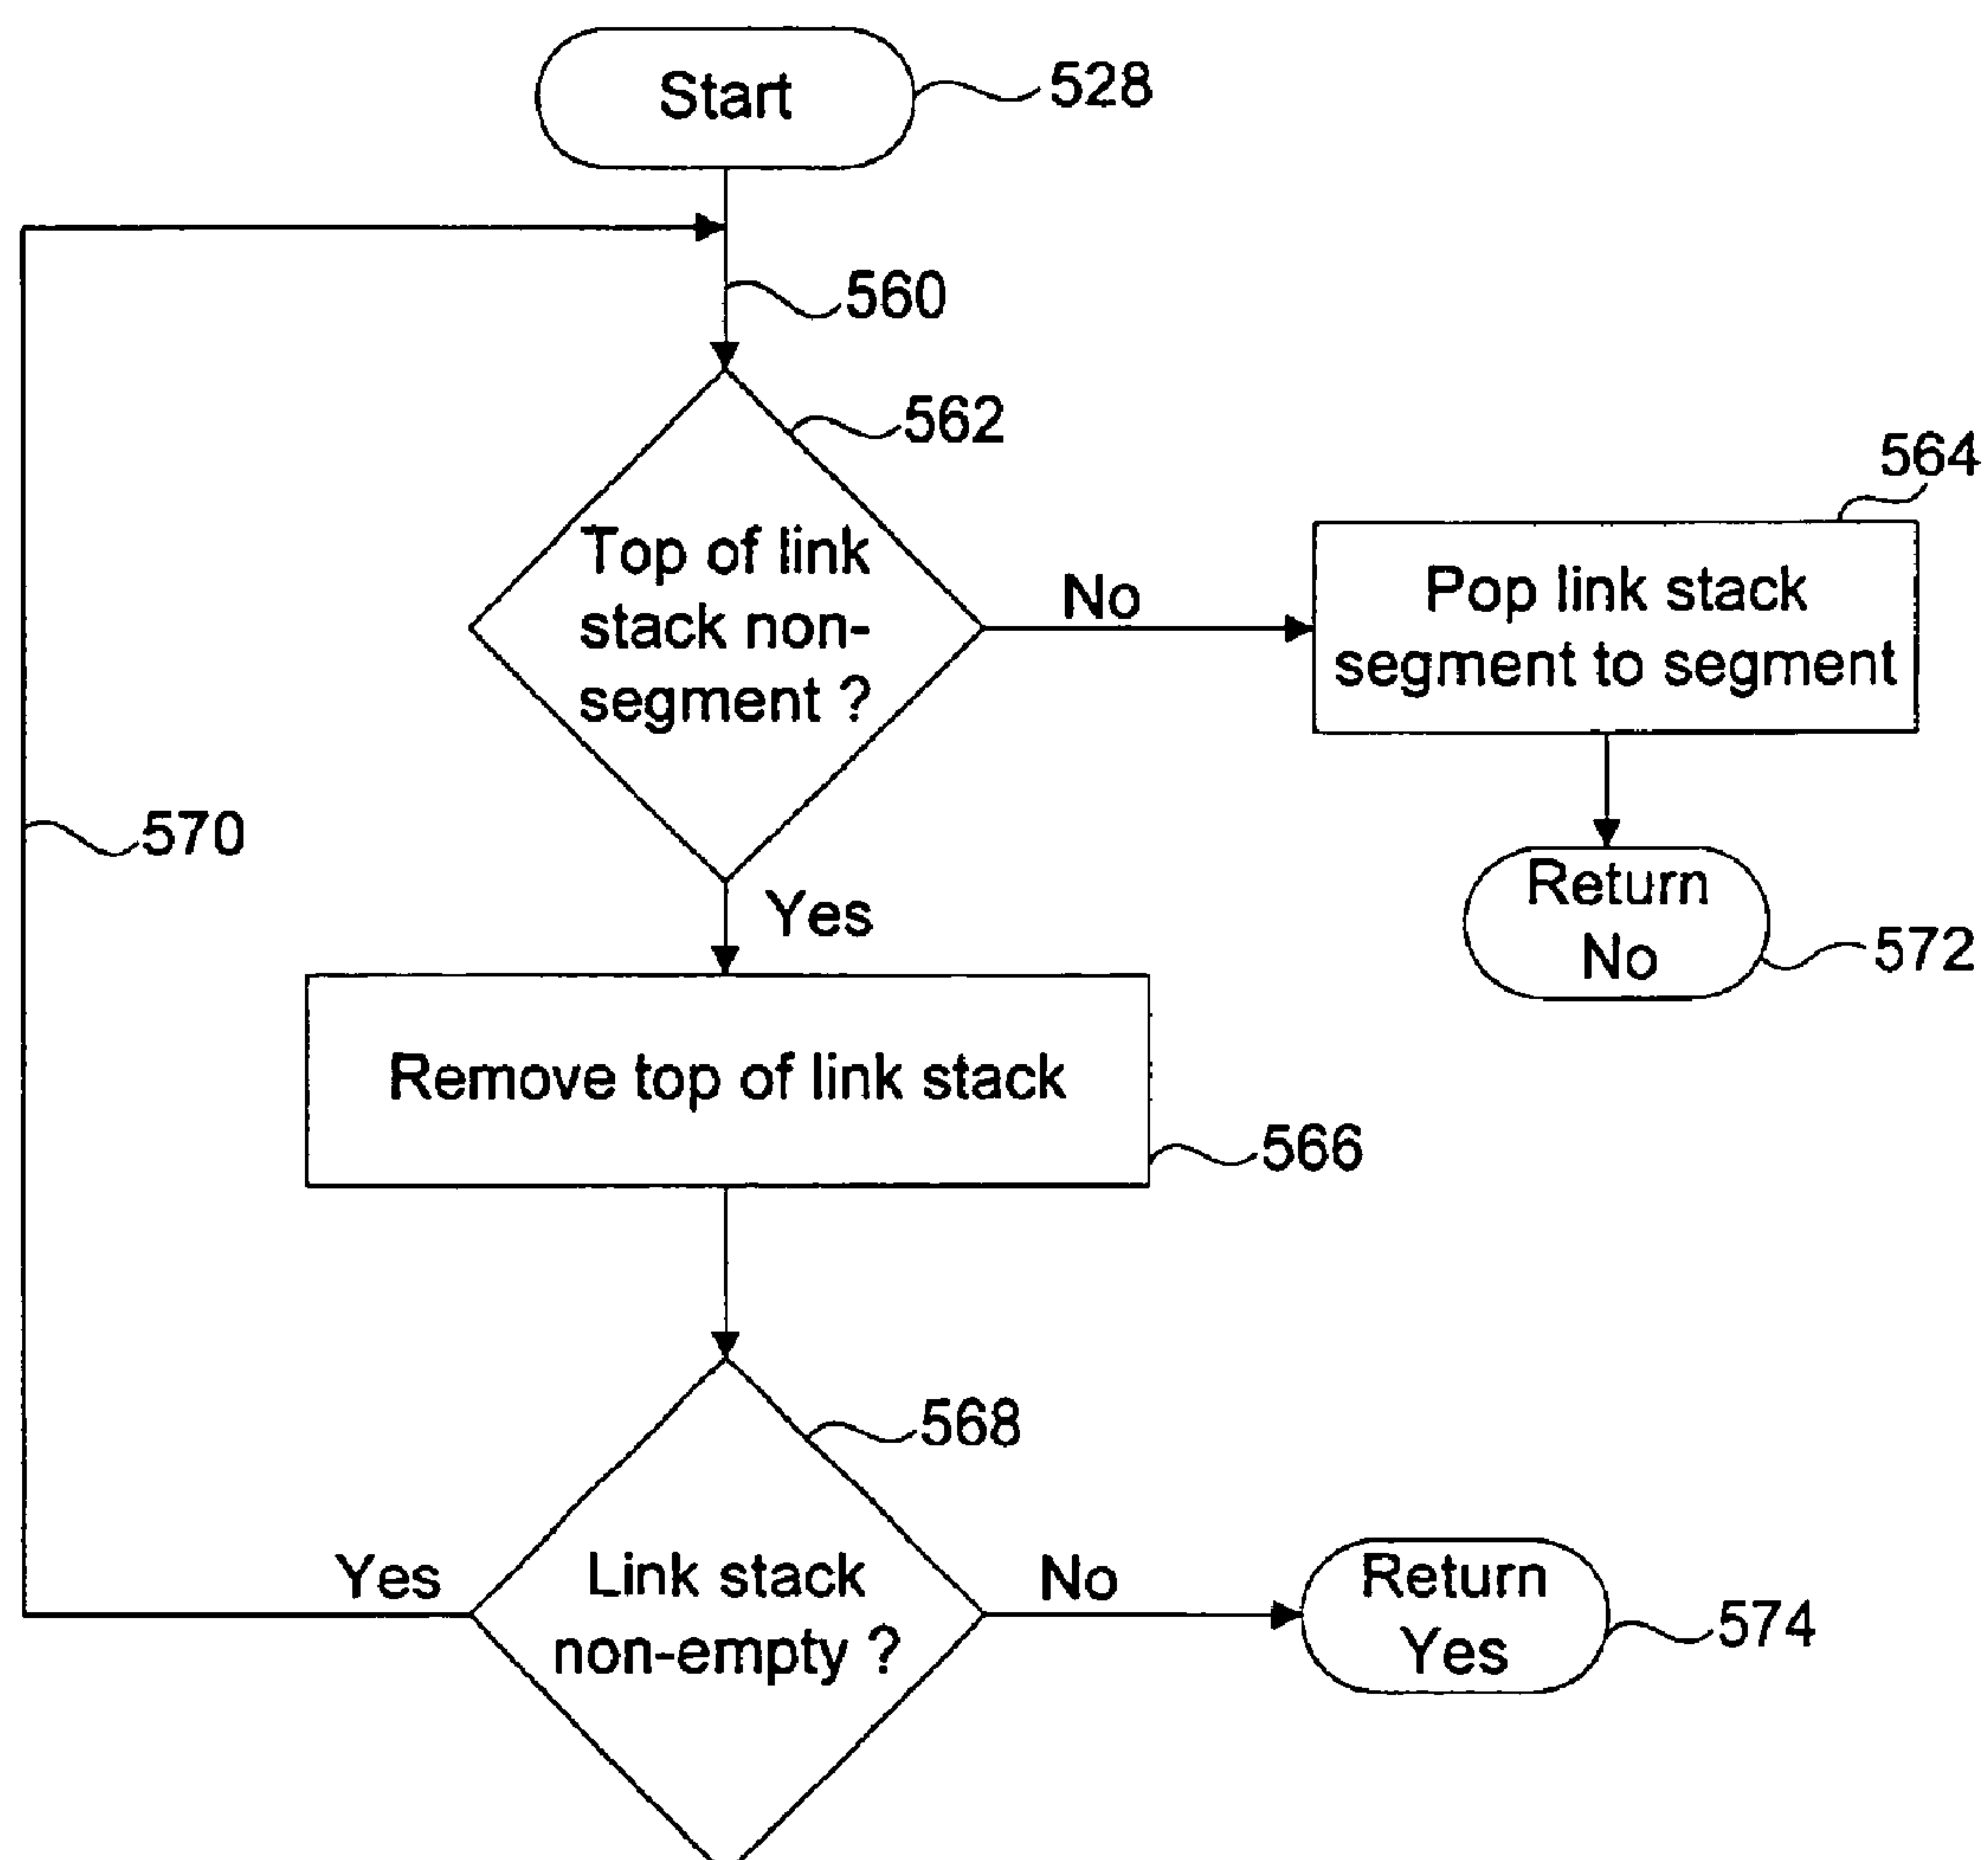 Start
528
560
562
564
Top of link
stack non-
segment ?
No
Pop link stack
segment to segment
570
Yes
Return
No
572
Remove top of link stack
566
568
Yes
Link stack
non-empty ?
No
Return
Yes
574